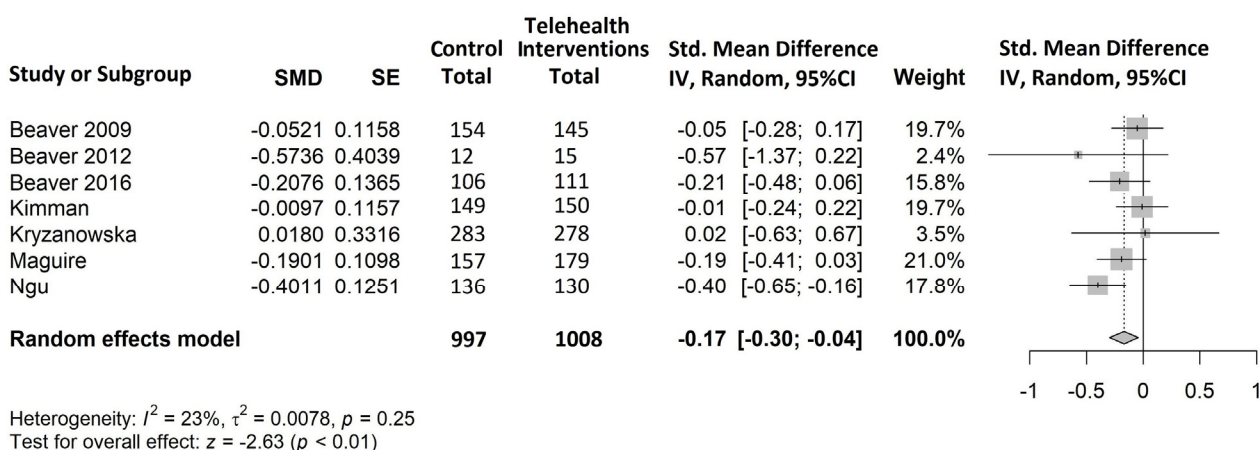 Telehealth
Control Interventions Std. Mean Difference Std. Mean Difference
Study or Subgroup SMD SE Total Total IV, Random, 95%CI Weight IV, Random, 95%CI
Beaver 2009 -0.0521 0.1158 154 145 -0.05 [-0.28; 0.17] 19.7%
Beaver 2012 -0.5736 0.4039 12 15 -0.57 [-1.37; 0.22] 2.4%
Beaver 2016 -0.2076 0.1365 106 111 -0.21 [-0.48; 0.06] 15.8%
Kimman -0.0097 0.1157 149 150 -0.01 [-0.24; 0.22] 19.7%
Kryzanowska 0.0180 0.3316 283 278 0.02 [-0.63; 0.67] 3.5%
Maguire -0.1901 0.1098 157 179 -0.19 [-0.41; 0.03] 21.0%
Ngu -0.4011 0.1251 136 130 -0.40 [-0.65; -0.16] 17.8%
Random effects model 997 1008 -0.17 [-0.30; -0.04] 100.0%
-1 -0.5 0 0.5 1
Heterogeneity: I² = 23%, τ² = 0.0078, p = 0.25
Test for overall effect: z = -2.63 (p < 0.01)